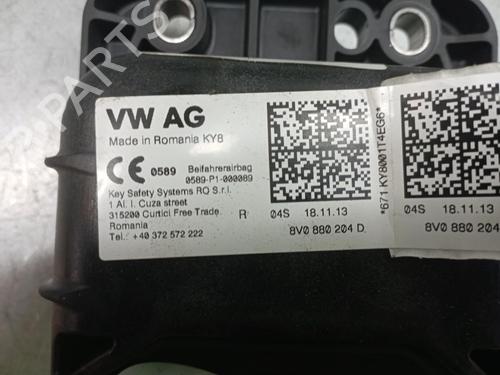 VW AG
Made in Romania KY8
CE 0589 Beifahrerairbag
0589-P1-000089
Key Safety Systems RO S.r.l.
1 Al. I. Cuza street
315200 Curtici Free Trade
Romania
Tel.: +40 372 572 222
R
04S 18.11.13
8V0 880 204 D
*671 KY8001T4EG6*
04S 18.11.13
8V0 880 204
PARTS